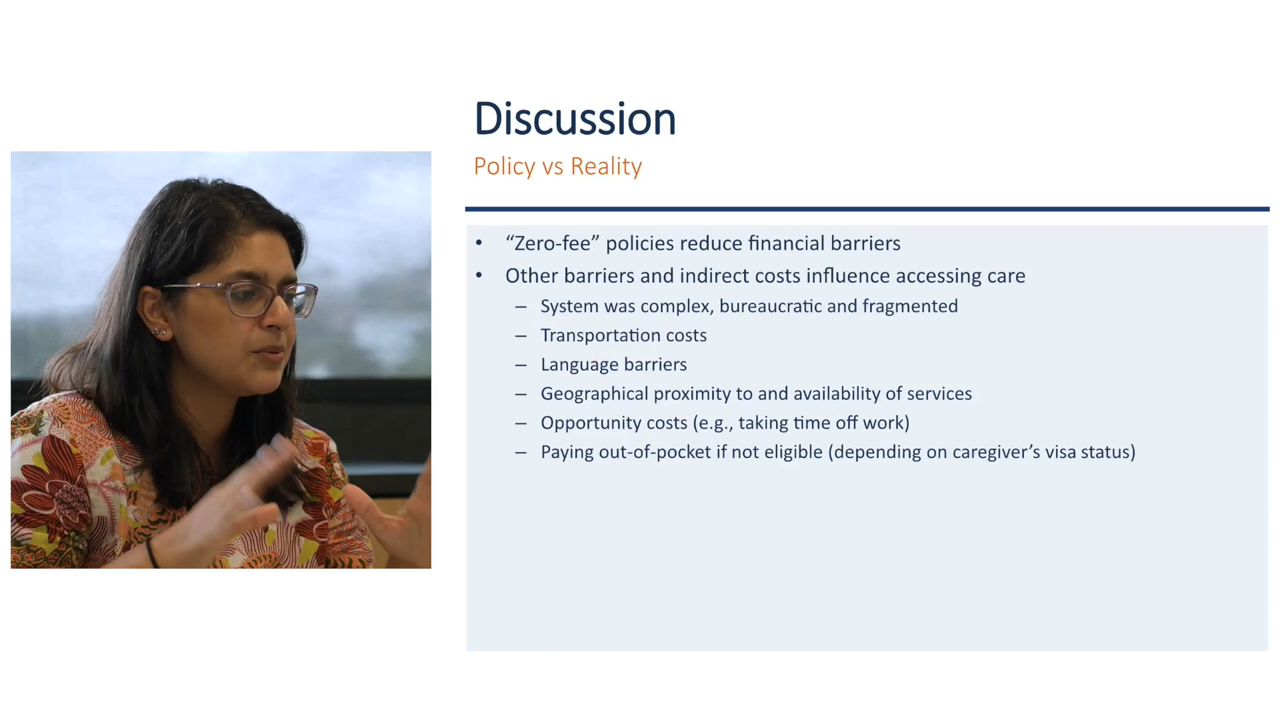 Discussion
Policy vs Reality
• “Zero-fee” policies reduce financial barriers
• Other barriers and indirect costs influence accessing care
– System was complex, bureaucratic and fragmented
– Transportation costs
– Language barriers
– Geographical proximity to and availability of services
– Opportunity costs (e.g., taking time off work)
– Paying out-of-pocket if not eligible (depending on caregiver’s visa status)